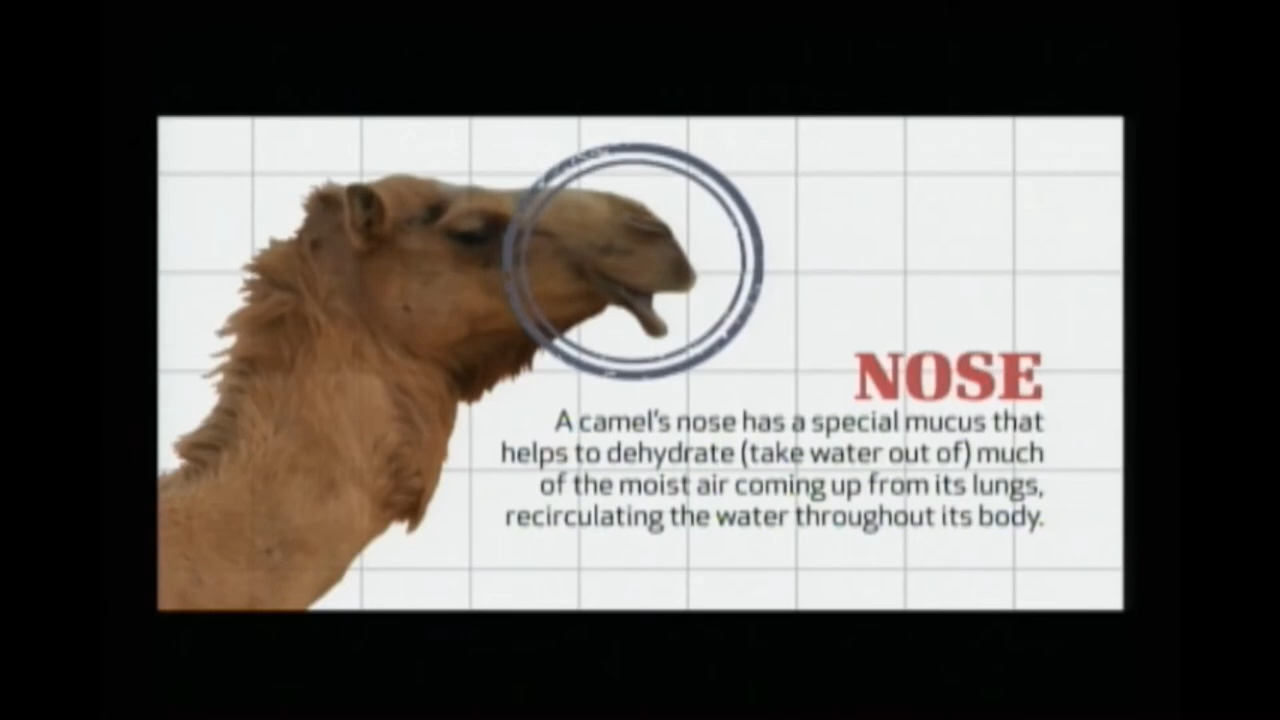 NOSE
A camel's nose has a special mucus that
helps to dehydrate (take water out of) much
of the moist air coming up from its lungs,
recirculating the water throughout its body.